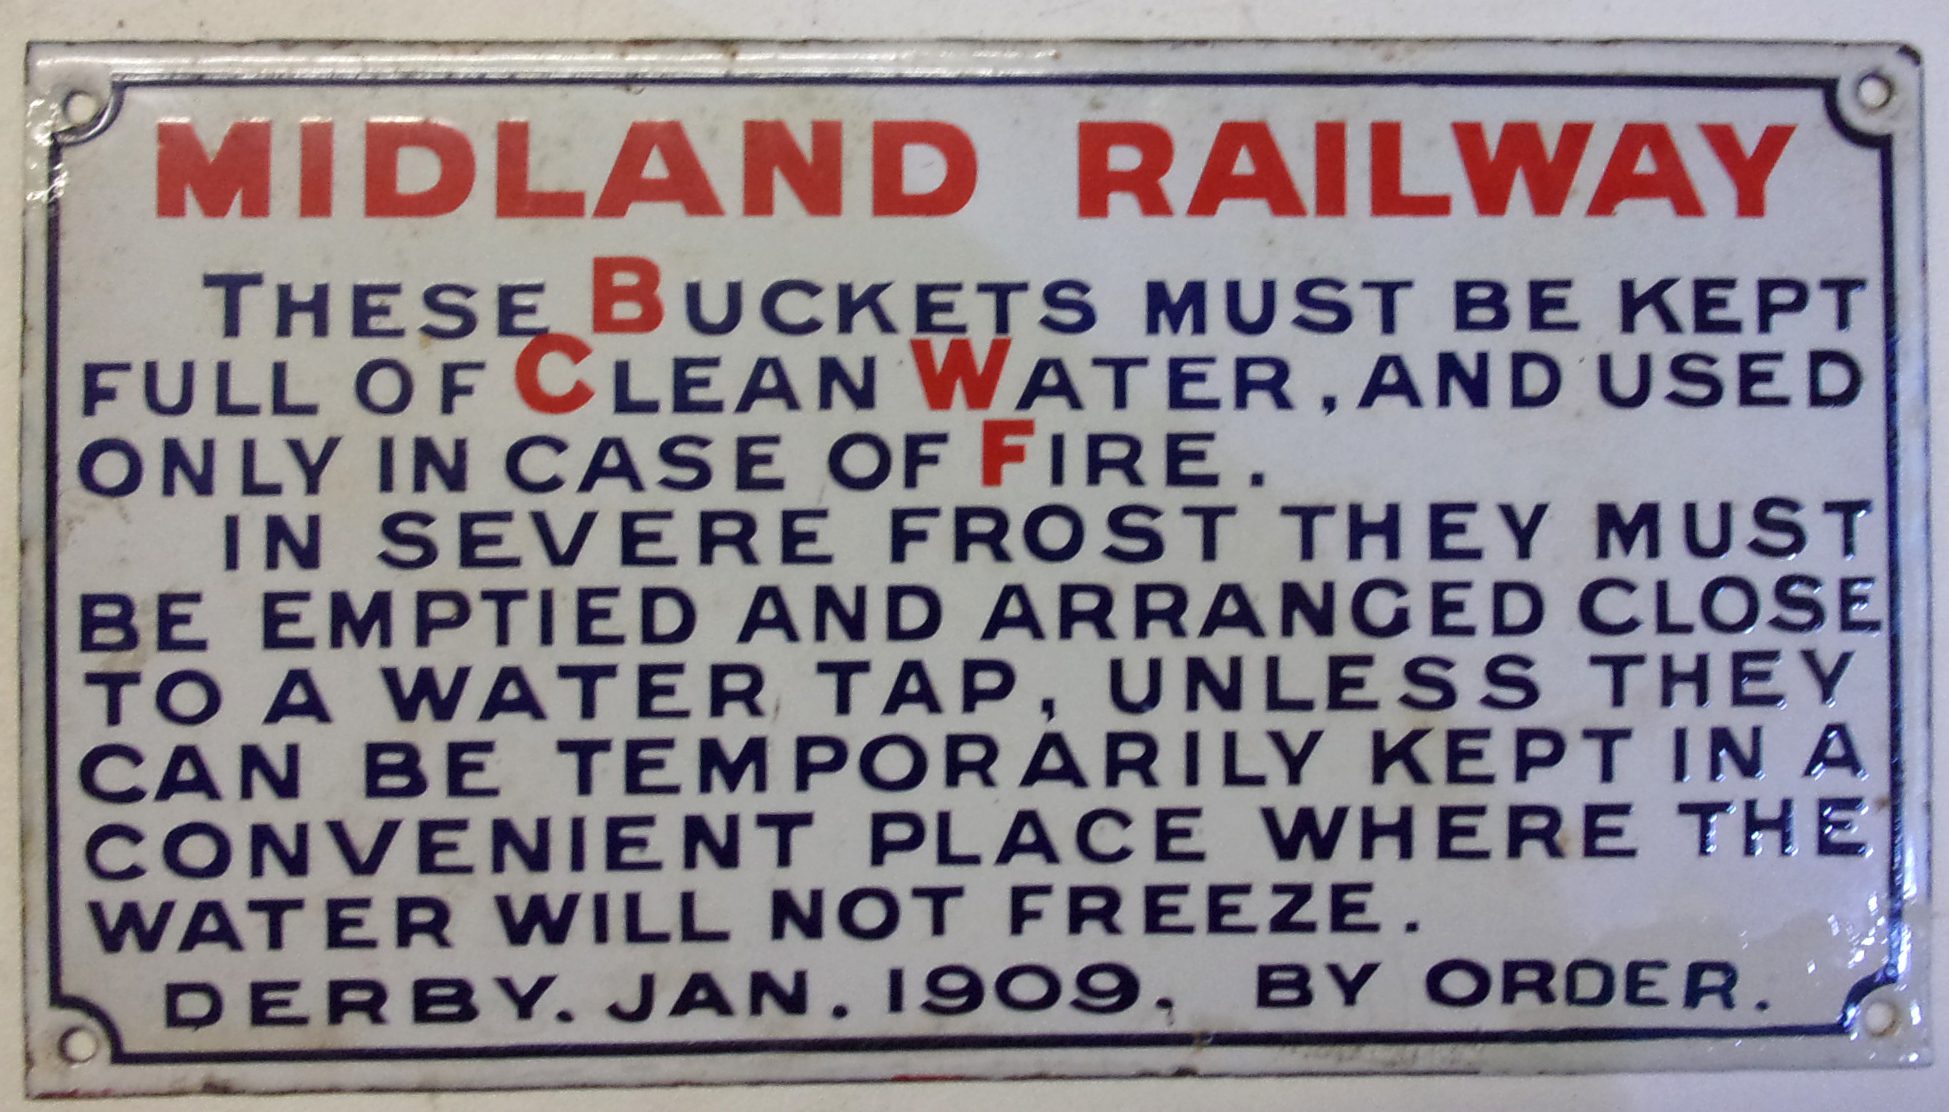 MIDLAND RAILWAY
THESE BUCKETS MUST BE KEPT
FULL OF CLEAN WATER, AND USED
ONLY IN CASE OF FIRE.
IN SEVERE FROST THEY MUST
BE EMPTIED AND ARRANGED CLOSE
TO A WATER TAP, UNLESS THEY
CAN BE TEMPORARILY KEPT IN A
CONVENIENT PLACE WHERE THE
WATER WILL NOT FREEZE.
DERBY. JAN. 1909. BY ORDER.